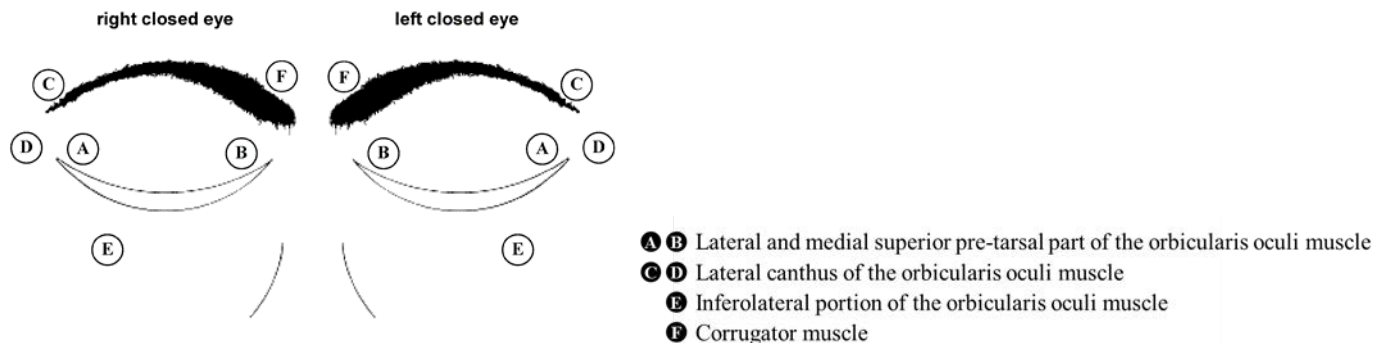 right closed eye left closed eye
F F
C C
D A B B A D
E E
A B Lateral and medial superior pre-tarsal part of the orbicularis oculi muscle
C D Lateral canthus of the orbicularis oculi muscle
E Inferolateral portion of the orbicularis oculi muscle
F Corrugator muscle